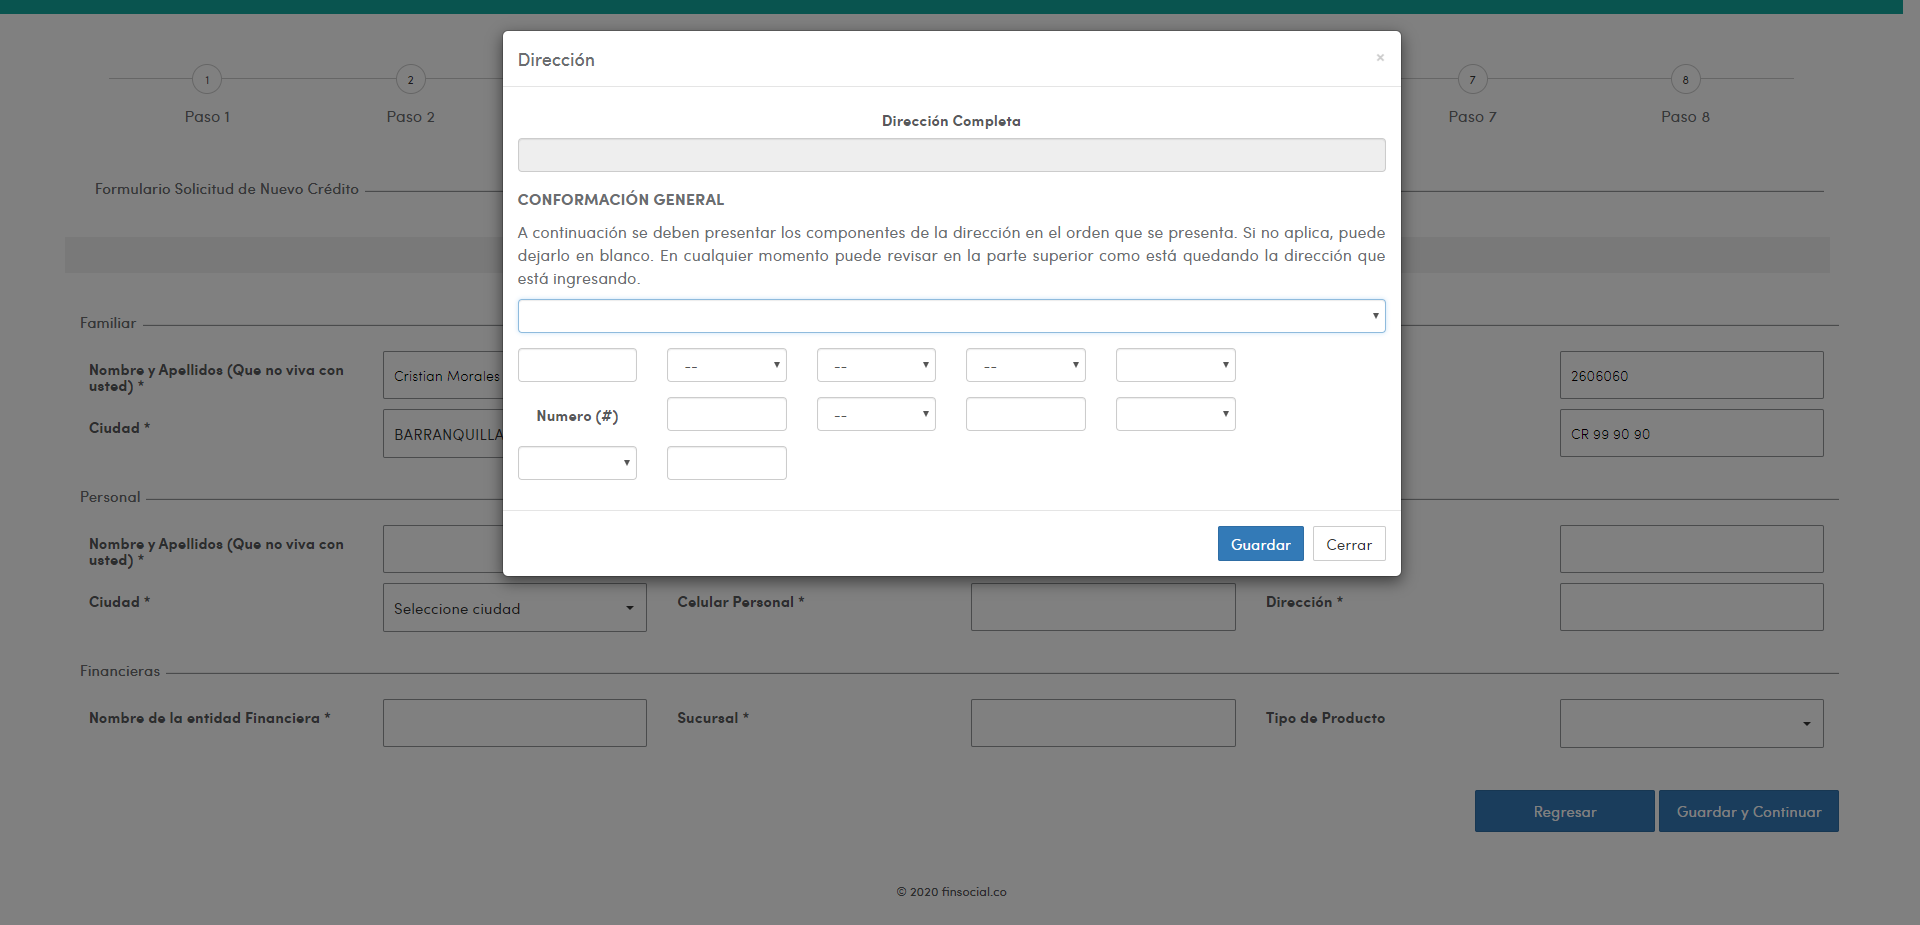 Dirección
×
1
2
7
8
Paso 1
Paso 2
Paso 7
Paso 8
Dirección Completa
Formulario Solicitud de Nuevo Crédito
CONFORMACIÓN GENERAL
A continuación se deben presentar los componentes de la dirección en el orden que se presenta. Si no aplica, puede
dejarlo en blanco. En cualquier momento puede revisar en la parte superior como está quedando la dirección que
está ingresando.
-- -- --
Numero (#) --
Guardar Cerrar
Familiar
Nombre y Apellidos (Que no viva con
usted) *
Cristian Morales
2606060
Ciudad *
BARRANQUILLA
CR 99 90 90
Personal
Nombre y Apellidos (Que no viva con
usted) *
Ciudad * Seleccione ciudad Celular Personal * Dirección *
Financieras
Nombre de la entidad Financiera * Sucursal * Tipo de Producto
Regresar Guardar y Continuar
© 2020 finsocial.co